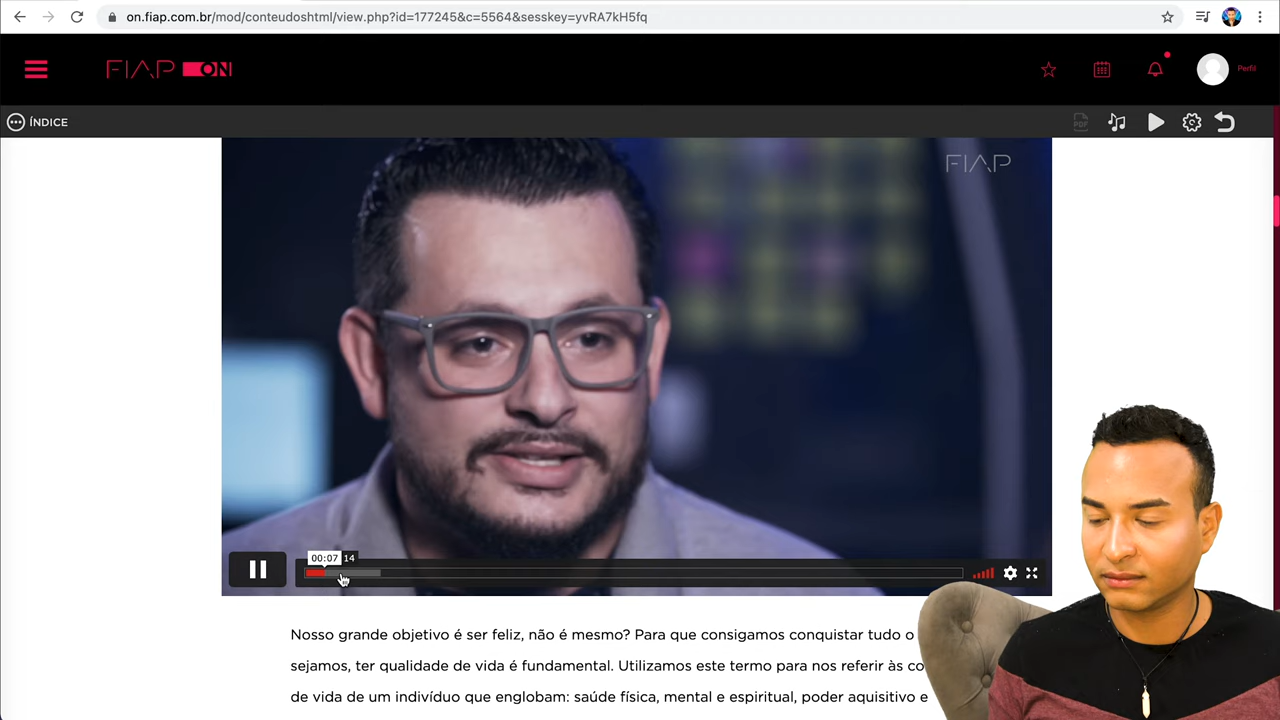 on.fiap.com.br/mod/conteudoshtml/view.php?id=177245&c=5564&sesskey=yvRA7kH5fq
FIAP ON
Perfil
ÍNDICE
PDF
FIAP
00:07 14
Nosso grande objetivo é ser feliz, não é mesmo? Para que consigamos conquistar tudo o
sejamos, ter qualidade de vida é fundamental. Utilizamos este termo para nos referir às co
de vida de um indivíduo que englobam: saúde física, mental e espiritual, poder aquisitivo e